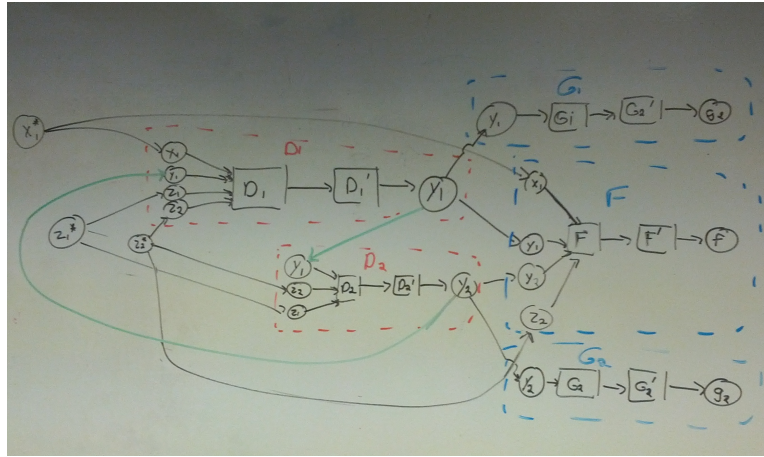 G1
y1 G1 G2' g2
x1*
D1
x1
y1
z1
z2
D1 D1' y1
x1
F
z1*
z2*
y1
F F' f
D2
y1
z2
z1
D2 D2' y2
y2
z2
G2
y2 G2 G2' g2